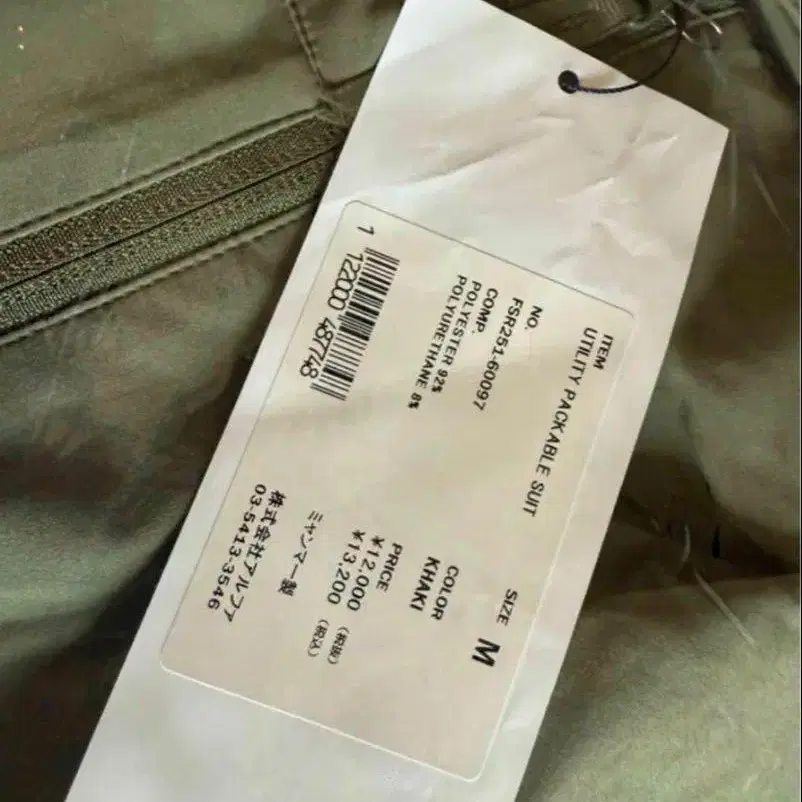 ITEM
UTILITY PACKABLE SUIT
SIZE M
NO.
FSR251-60097
COLOR
KHAKI
COMP.
POLYESTER 92%
POLYURETHANE 8%
PRICE
¥12,000 (税抜)
¥13,200 (税込)
ミャンマー製
1 122000 487748
株式会社アルファ
03-5413-3546